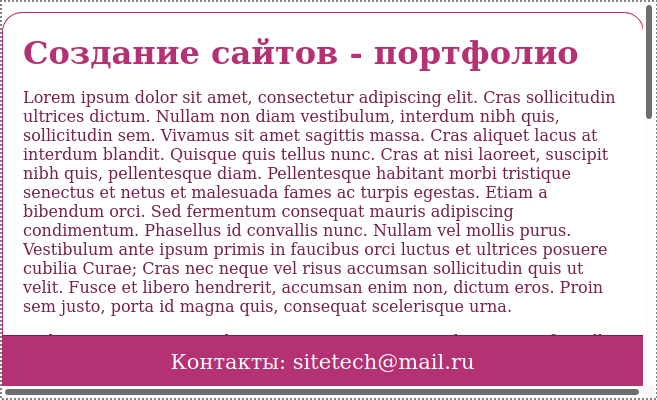 Создание сайтов - портфолио
Lorem ipsum dolor sit amet, consectetur adipiscing elit. Cras sollicitudin
ultrices dictum. Nullam non diam vestibulum, interdum nibh quis,
sollicitudin sem. Vivamus sit amet sagittis massa. Cras aliquet lacus at
interdum blandit. Quisque quis tellus nunc. Cras at nisi laoreet, suscipit
nibh quis, pellentesque diam. Pellentesque habitant morbi tristique
senectus et netus et malesuada fames ac turpis egestas. Etiam a
bibendum orci. Sed fermentum consequat mauris adipiscing
condimentum. Phasellus id convallis nunc. Nullam vel mollis purus.
Vestibulum ante ipsum primis in faucibus orci luctus et ultrices posuere
cubilia Curae; Cras nec neque vel risus accumsan sollicitudin quis ut
velit. Fusce et libero hendrerit, accumsan enim non, dictum eros. Proin
sem justo, porta id magna quis, consequat scelerisque urna.
Контакты: sitetech@mail.ru